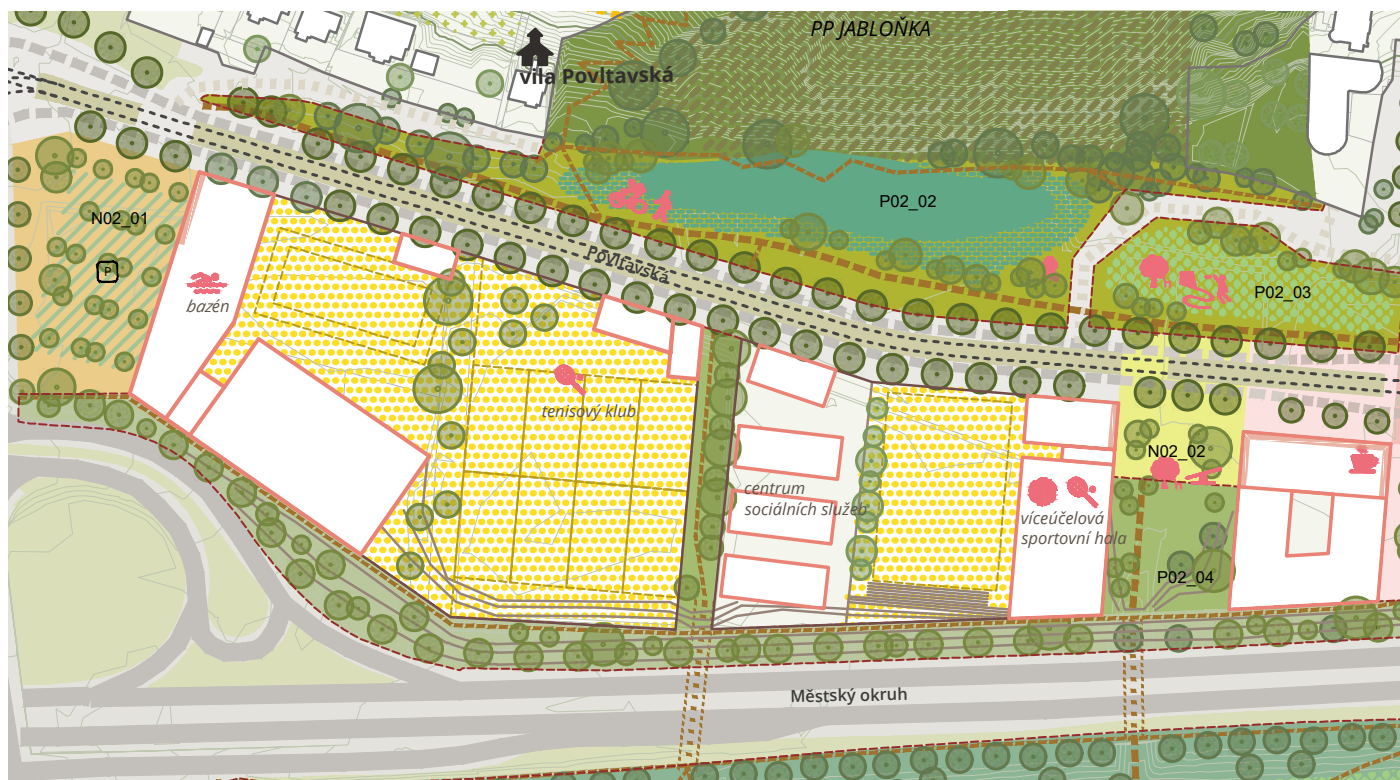 PP JABLOŇKA
vila Povltavská
P02_02
N02_01
P
Povltavská
bazén
P02_03
tenisový klub
N02_02
centrum
sociálních služeb
víceúčelová
sportovní hala
P02_04
Městský okruh